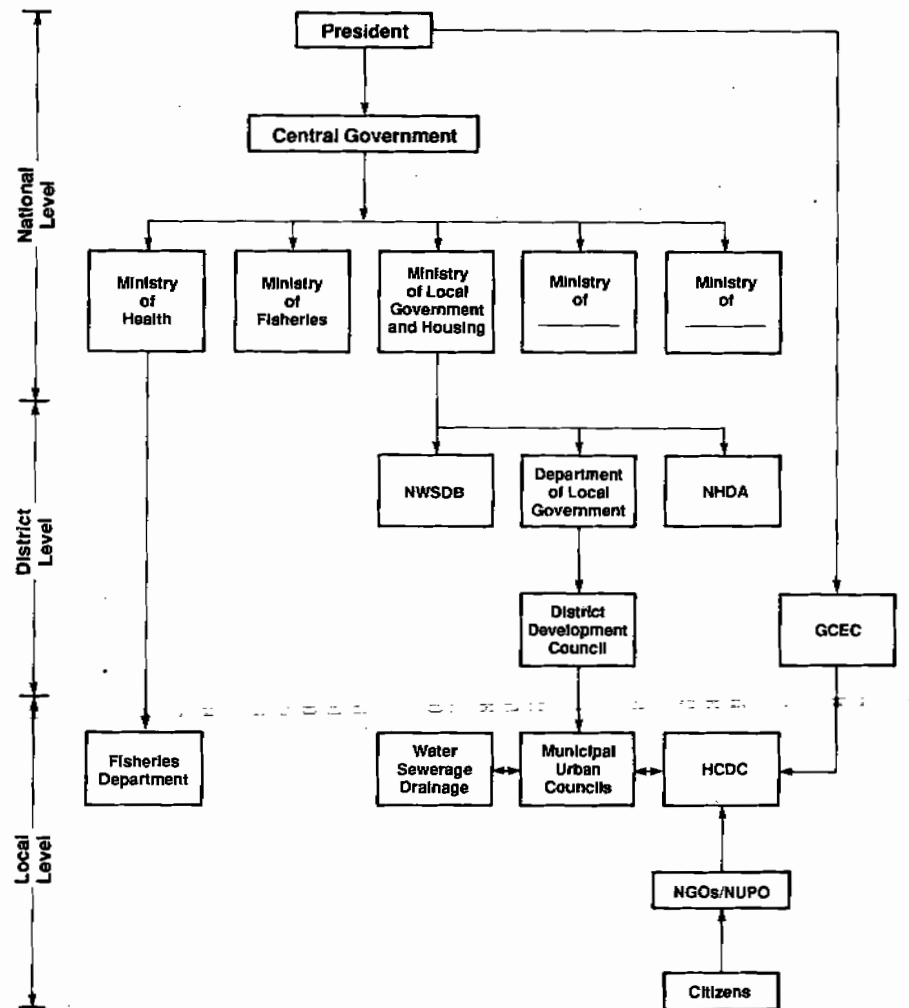 President
Central Government
National
Level
Ministry
of
Health
Ministry
of
Fisheries
Ministry
of Local
Government
and Housing
Ministry
of
Ministry
of
District
Level
NWSDB
Department
of Local
Government
NHDA
District
Development
Council
GCEC
Local
Level
Fisheries
Department
Water
Sewerage
Drainage
Municipal
Urban
Councils
HCDC
NGOs/NUPO
Citizens